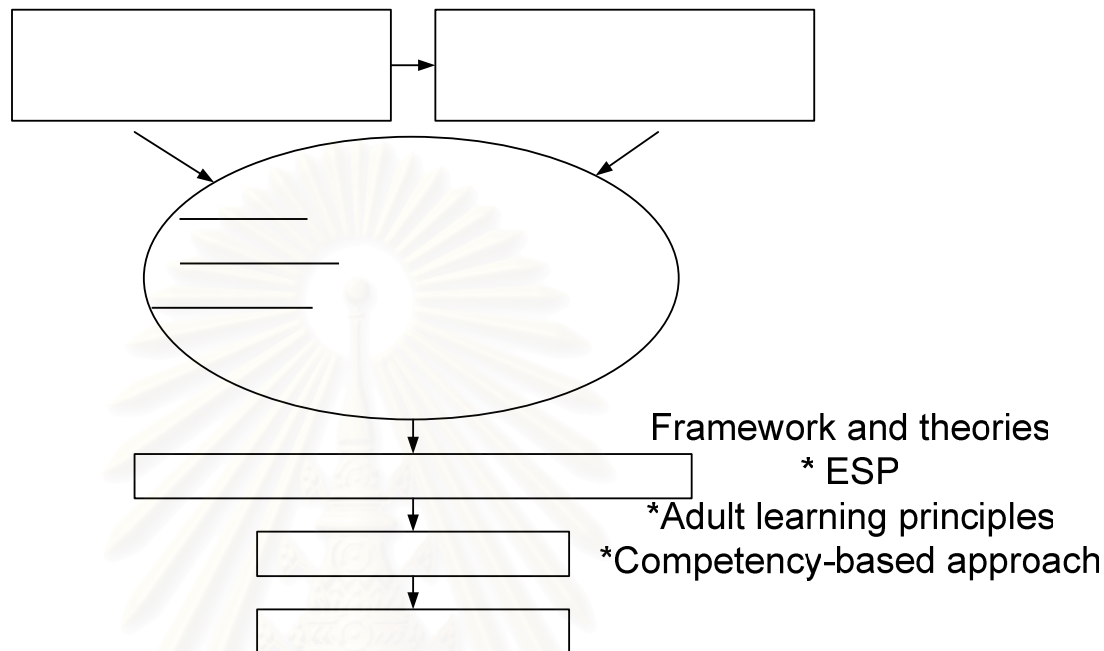 Framework and theories
* ESP
*Adult learning principles
*Competency-based approach